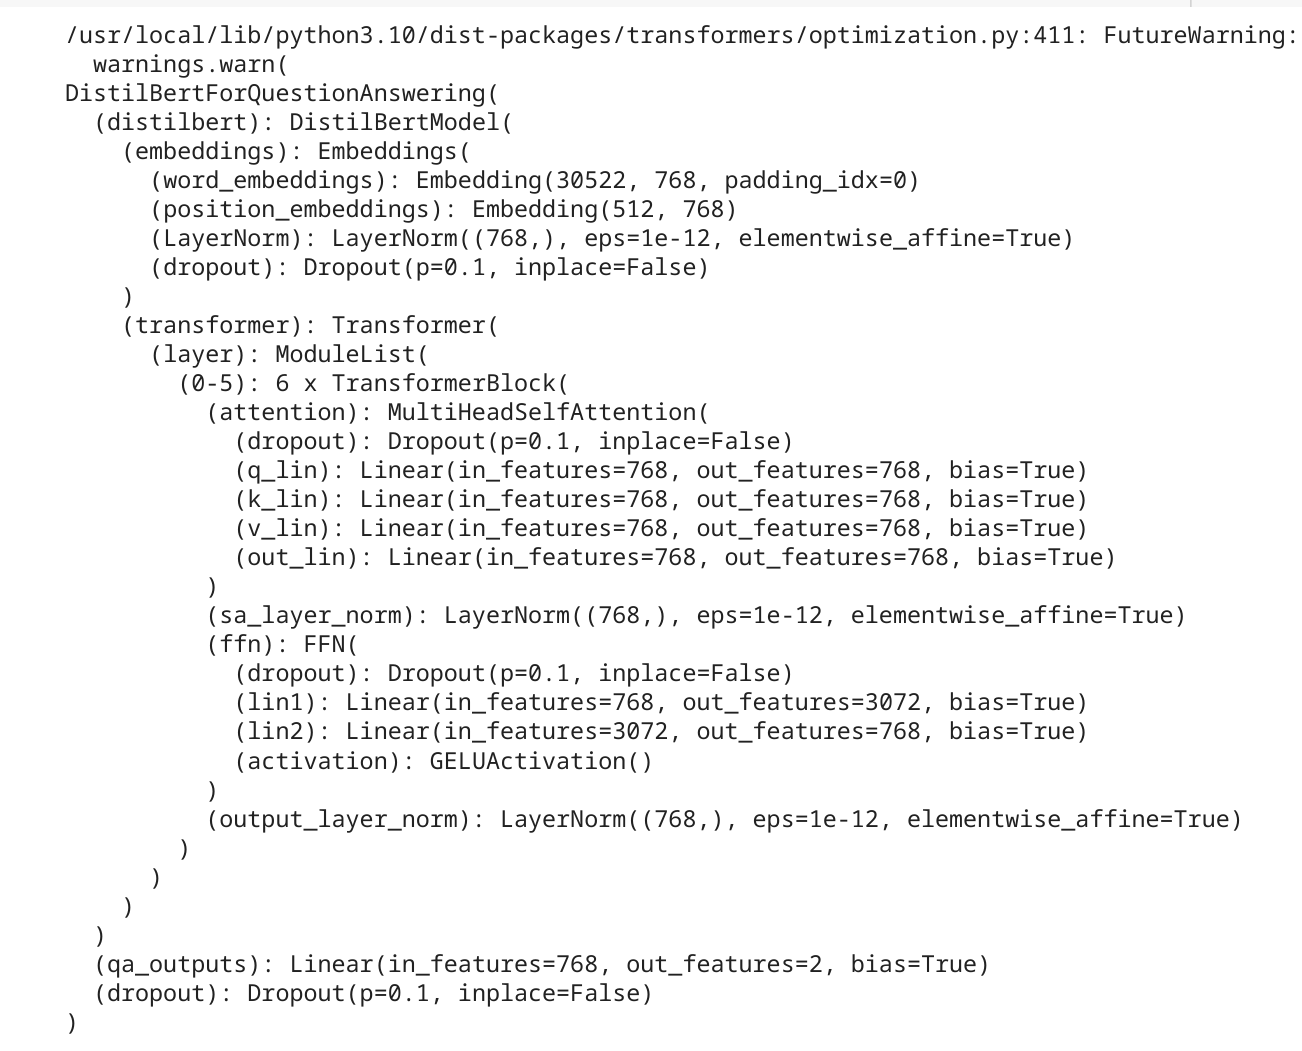 /usr/local/lib/python3.10/dist-packages/transformers/optimization.py:411: FutureWarning:
  warnings.warn(
DistilBertForQuestionAnswering(
  (distilbert): DistilBertModel(
    (embeddings): Embeddings(
      (word_embeddings): Embedding(30522, 768, padding_idx=0)
      (position_embeddings): Embedding(512, 768)
      (LayerNorm): LayerNorm((768,), eps=1e-12, elementwise_affine=True)
      (dropout): Dropout(p=0.1, inplace=False)
    )
    (transformer): Transformer(
      (layer): ModuleList(
        (0-5): 6 x TransformerBlock(
          (attention): MultiHeadSelfAttention(
            (dropout): Dropout(p=0.1, inplace=False)
            (q_lin): Linear(in_features=768, out_features=768, bias=True)
            (k_lin): Linear(in_features=768, out_features=768, bias=True)
            (v_lin): Linear(in_features=768, out_features=768, bias=True)
            (out_lin): Linear(in_features=768, out_features=768, bias=True)
          )
          (sa_layer_norm): LayerNorm((768,), eps=1e-12, elementwise_affine=True)
          (ffn): FFN(
            (dropout): Dropout(p=0.1, inplace=False)
            (lin1): Linear(in_features=768, out_features=3072, bias=True)
            (lin2): Linear(in_features=3072, out_features=768, bias=True)
            (activation): GELUActivation()
          )
          (output_layer_norm): LayerNorm((768,), eps=1e-12, elementwise_affine=True)
        )
      )
    )
  )
  (qa_outputs): Linear(in_features=768, out_features=2, bias=True)
  (dropout): Dropout(p=0.1, inplace=False)
)